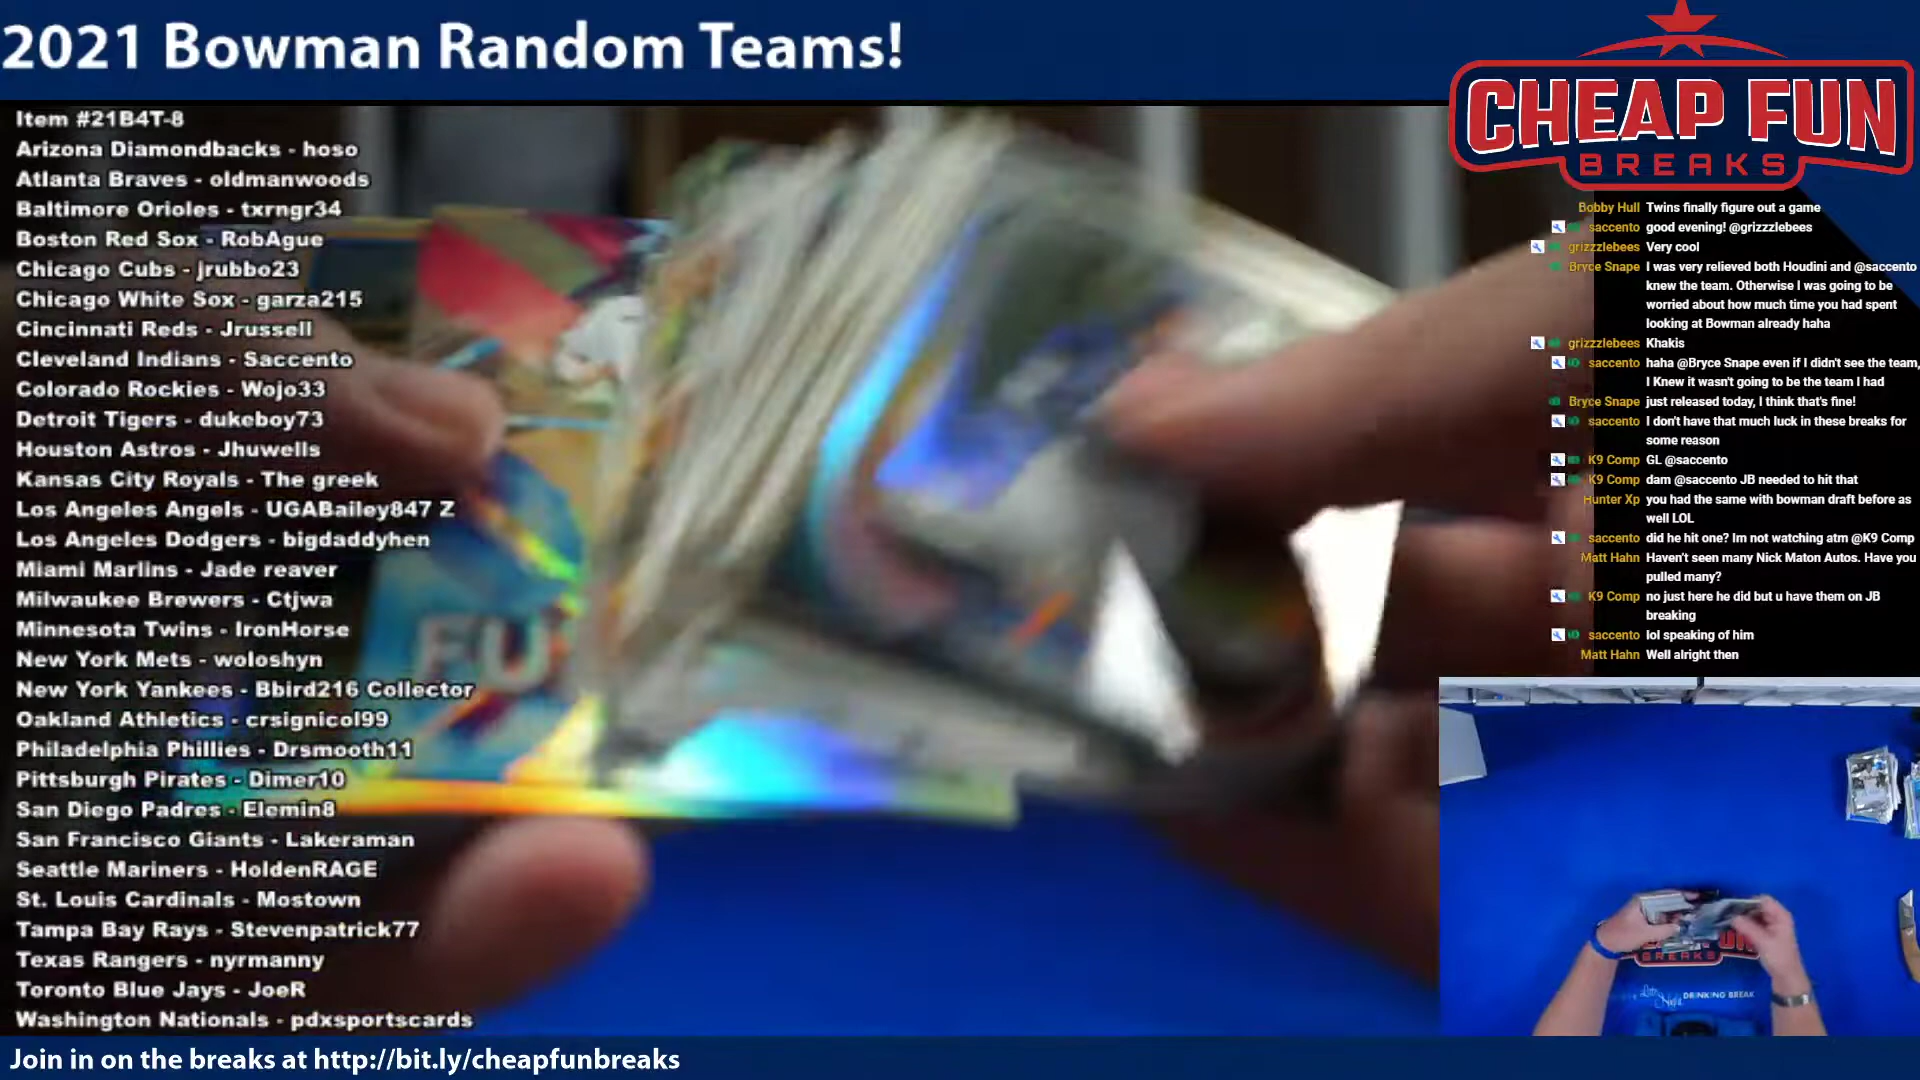 2021 Bowman Random Teams!
CHEAP FUN
BREAKS
Item #21B4T-8
Arizona Diamondbacks - hoso
Atlanta Braves - oldmanwoods
Baltimore Orioles - txrngr34
Boston Red Sox - RobAgue
Chicago Cubs - jrubbo23
Chicago White Sox - garza215
Cincinnati Reds - Jrussell
Cleveland Indians - Saccento
Colorado Rockies - Wojo33
Detroit Tigers - dukeboy73
Houston Astros - Jhuwells
Kansas City Royals - The greek
Los Angeles Angels - UGABailey847 Z
Los Angeles Dodgers - bigdaddyhen
Miami Marlins - Jade reaver
Milwaukee Brewers - Ctjwa
Minnesota Twins - IronHorse
New York Mets - woloshyn
New York Yankees - Bbird216 Collector
Oakland Athletics - crsignicol99
Philadelphia Phillies - Drsmooth11
Pittsburgh Pirates - Dimer10
San Diego Padres - Elemin8
San Francisco Giants - Lakeraman
Seattle Mariners - HoldenRAGE
St. Louis Cardinals - Mostown
Tampa Bay Rays - Stevenpatrick77
Texas Rangers - nyrmanny
Toronto Blue Jays - JoeR
Washington Nationals - pdxsportscards
FU
Bobby Hull Twins finally figure out a game
saccento good evening! @grizzzlebees
grizzzlebees Very cool
Bryce Snape I was very relieved both Houdini and @saccento
knew the team. Otherwise I was going to be
worried about how much time you had spent
looking at Bowman already haha
grizzzlebees Khakis
saccento haha @Bryce Snape even if I didn't see the team,
I Knew it wasn't going to be the team I had
Bryce Snape just released today, I think that's fine!
saccento I don't have that much luck in these breaks for
some reason
K9 Comp GL @saccento
K9 Comp dam @saccento JB needed to hit that
Hunter Xp you had the same with bowman draft before as
well LOL
saccento did he hit one? Im not watching atm @K9 Comp
Matt Hahn Haven't seen many Nick Maton Autos. Have you
pulled many?
K9 Comp no just here he did but u have them on JB
breaking
saccento lol speaking of him
Matt Hahn Well alright then
BREAKS
Late Night DRINKING BREAK
Join in on the breaks at http://bit.ly/cheapfunbreaks